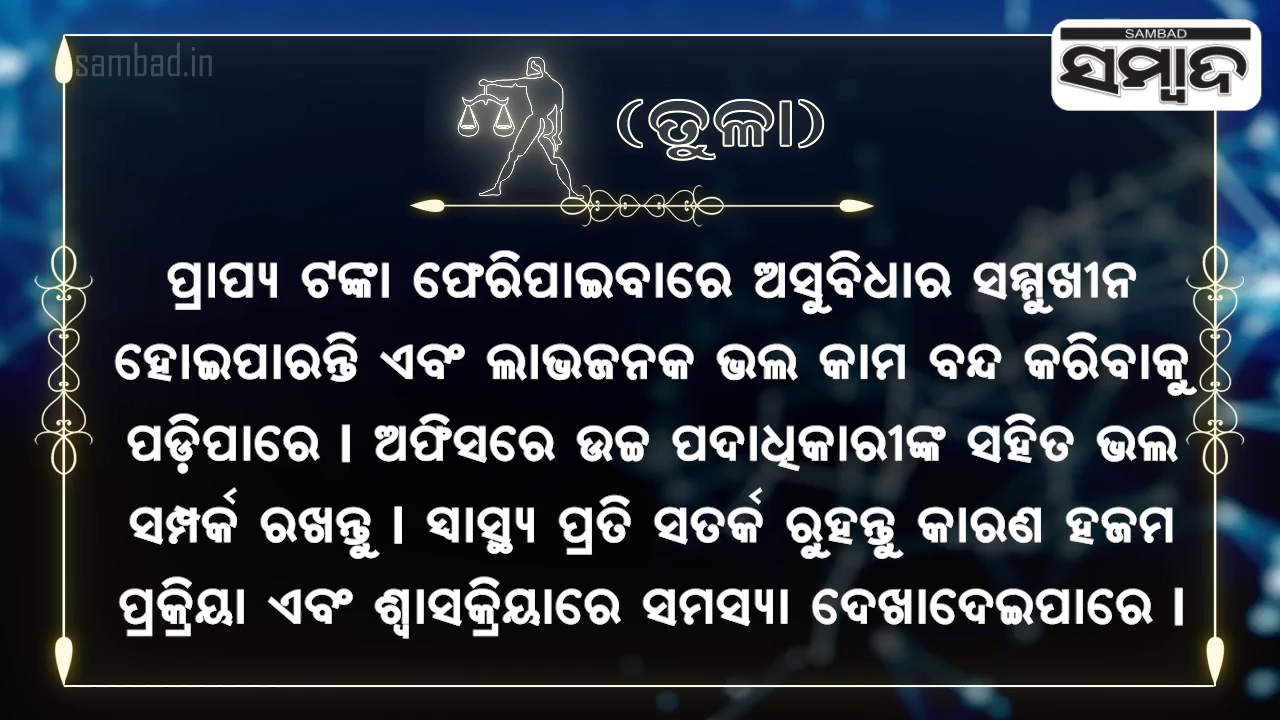 sambad.in
SAMBAD
ସମ୍ବାଦ
(ତୁଳା)
ପ୍ରାପ୍ୟ ଟଙ୍କା ଫେରିପାଇବାରେ ଅସୁବିଧାର ସମ୍ମୁଖୀନ
ହୋଇପାରନ୍ତି ଏବଂ ଲାଭଜନକ ଭଲ କାମ ବନ୍ଦ କରିବାକୁ
ପଡ଼ିପାରେ । ଅଫିସରେ ଉଚ୍ଚ ପଦାଧିକାରୀଙ୍କ ସହିତ ଭଲ
ସମ୍ପର୍କ ରଖନ୍ତୁ । ସ୍ୱାସ୍ଥ୍ୟ ପ୍ରତି ସତର୍କ ରୁହନ୍ତୁ କାରଣ ହଜମ
ପ୍ରକ୍ରିୟା ଏବଂ ଶ୍ୱାସକ୍ରିୟାରେ ସମସ୍ୟା ଦେଖାଦେଇପାରେ ।